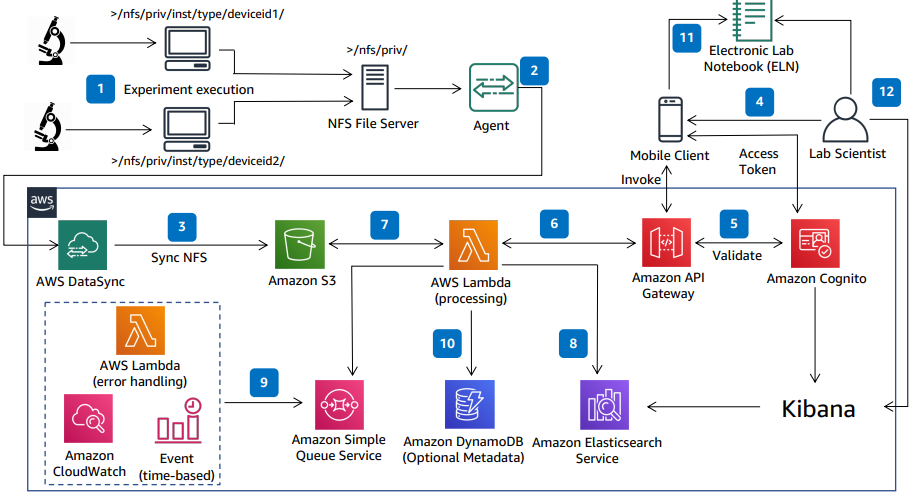 >/nfs/priv/inst/type/deviceid1/
1
Experiment execution
>/nfs/priv/inst/type/deviceid2/
>/nfs/priv/
NFS File Server
2
Agent
11
Electronic Lab
Notebook (ELN)
4
12
Mobile Client
Access
Token
Lab Scientist
Invoke
aws
3
Sync NFS
AWS DataSync
Amazon S3
7
AWS Lambda
(processing)
6
Amazon API
Gateway
5
Validate
Amazon Cognito
AWS Lambda
(error handling)
Amazon
CloudWatch
Event
(time-based)
9
Amazon Simple
Queue Service
10
Amazon DynamoDB
(Optional Metadata)
8
Amazon Elasticsearch
Service
Kibana